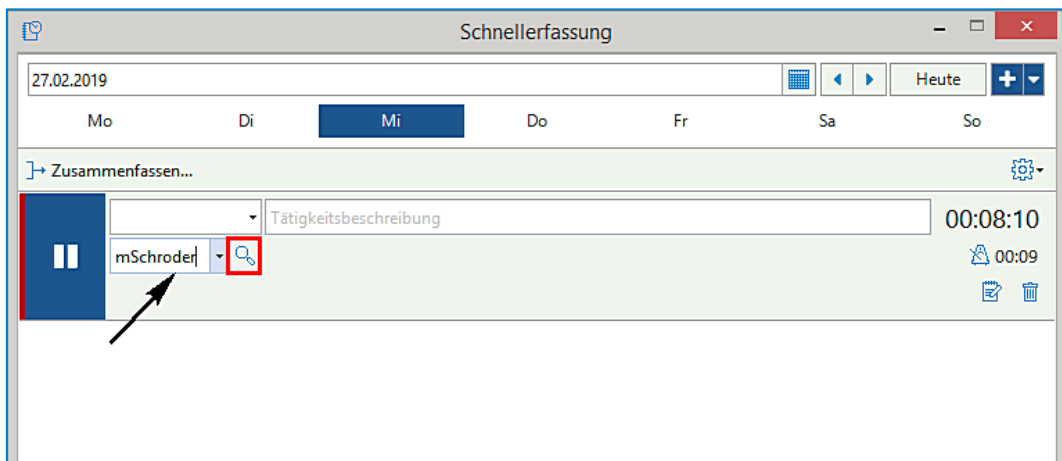 Schnellerfassung
27.02.2019 Heute
Mo Di Mi Do Fr Sa So
Zusammenfassen...
Tätigkeitsbeschreibung 00:08:10
mSchroder 00:09